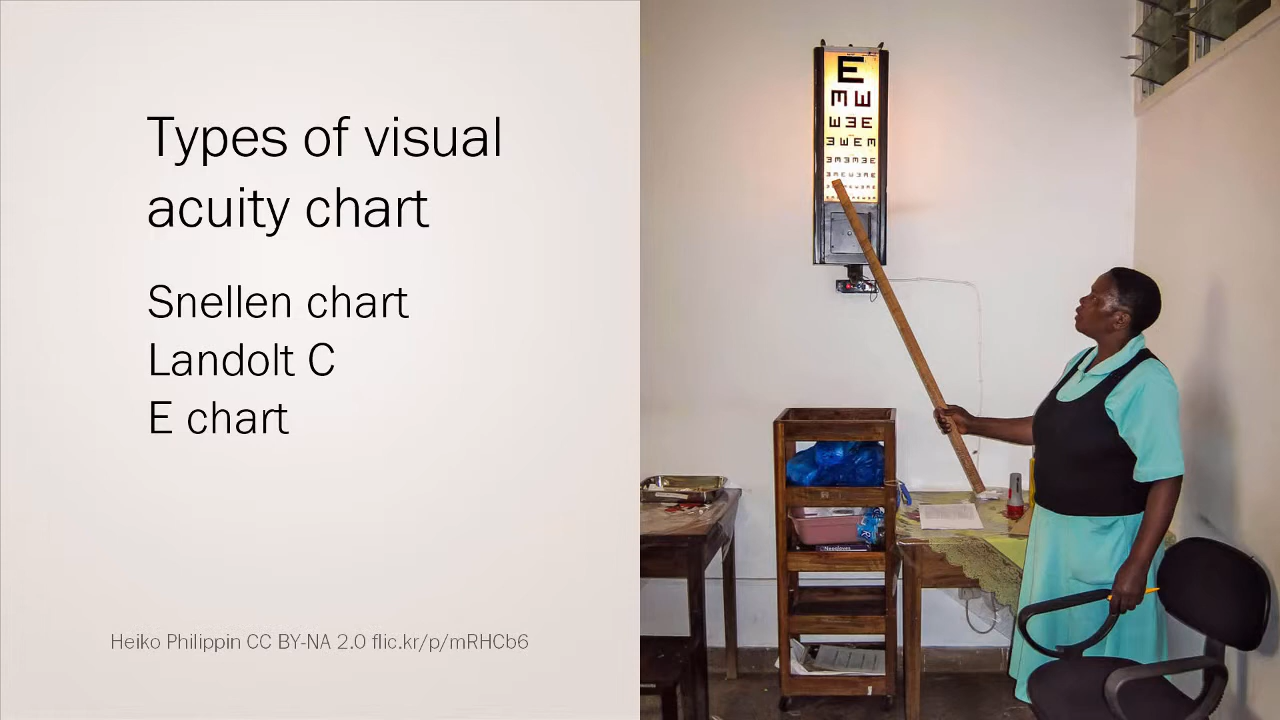 Types of visual
acuity chart
Snellen chart
Landolt C
E chart
Heiko Philippin CC BY-NA 2.0 flic.kr/p/mRHCb6
E